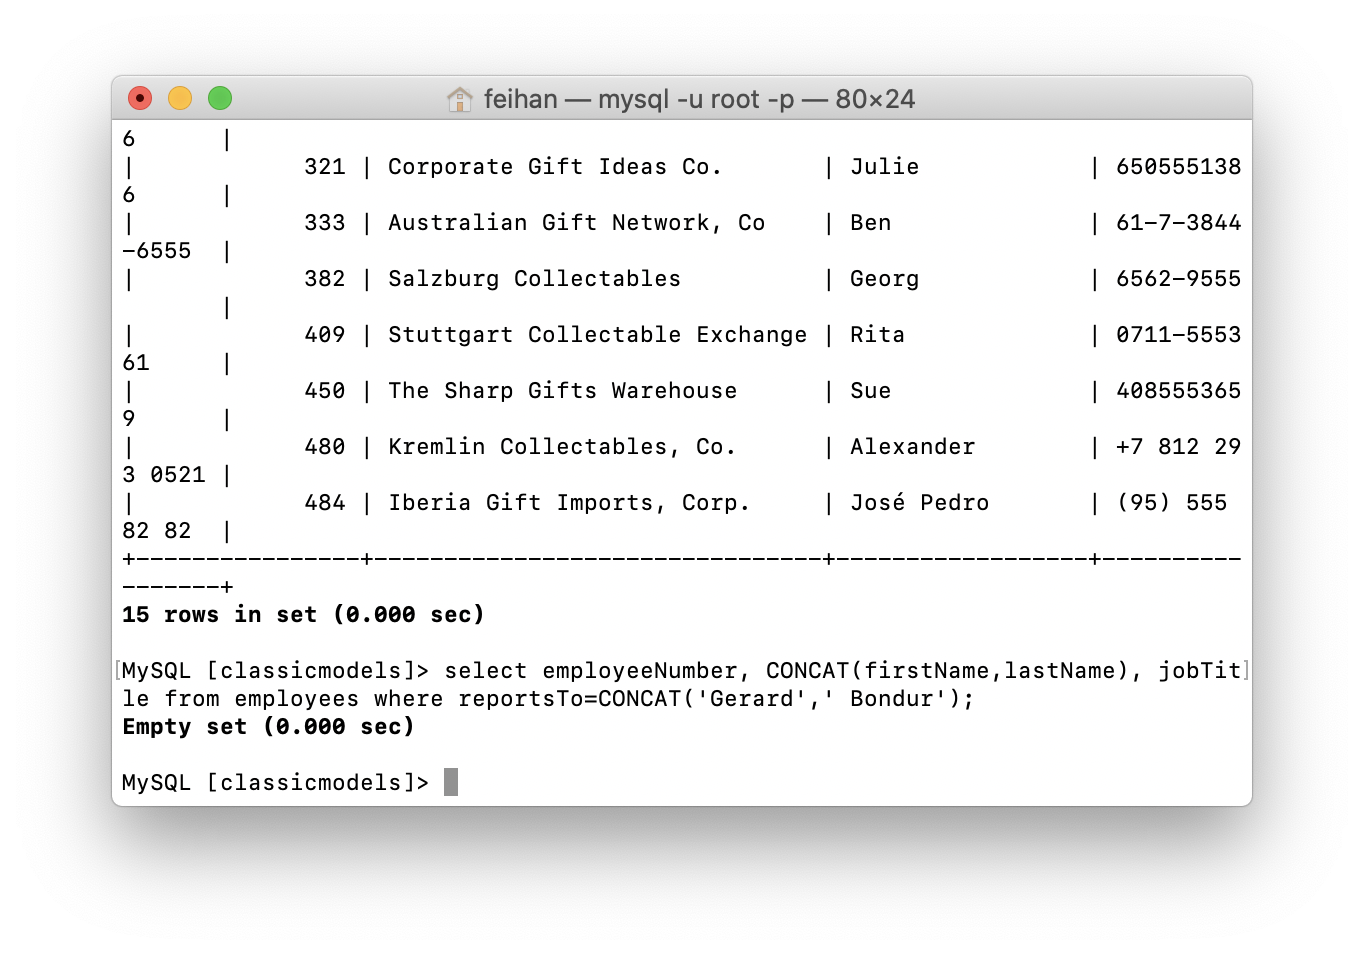 feihan — mysql -u root -p — 80×24
6      |
|            321 | Corporate Gift Ideas Co.       | Julie            | 650555138
6      |
|            333 | Australian Gift Network, Co    | Ben              | 61-7-3844
-6555  |
|            382 | Salzburg Collectables          | Georg            | 6562-9555
       |
|            409 | Stuttgart Collectable Exchange | Rita             | 0711-5553
61     |
|            450 | The Sharp Gifts Warehouse      | Sue              | 408555365
9      |
|            480 | Kremlin Collectables, Co.      | Alexander        | +7 812 29
3 0521 |
|            484 | Iberia Gift Imports, Corp.     | José Pedro       | (95) 555
82 82  |
+----------------+--------------------------------+------------------+----------
-------+
15 rows in set (0.000 sec)
[MySQL [classicmodels]> select employeeNumber, CONCAT(firstName,lastName), jobTit]
le from employees where reportsTo=CONCAT('Gerard',' Bondur');
Empty set (0.000 sec)
MySQL [classicmodels]>